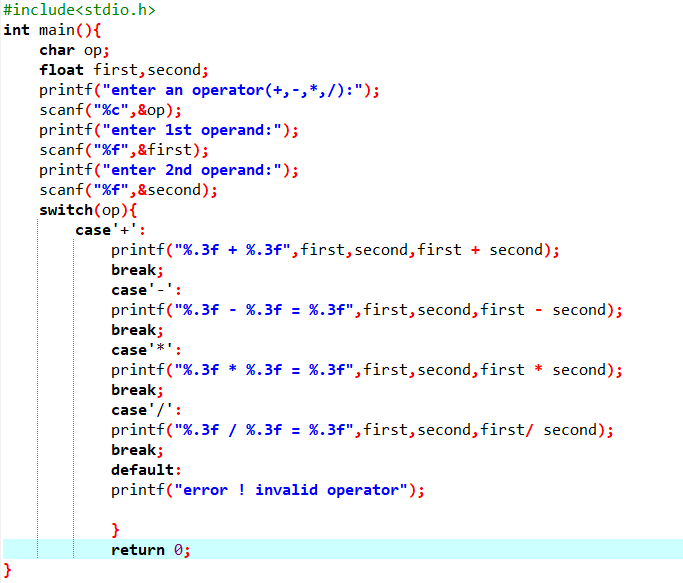 #include<stdio.h>
int main(){
    char op;
    float first,second;
    printf("enter an operator(+,-,*,/):");
    scanf("%c",&op);
    printf("enter 1st operand:");
    scanf("%f",&first);
    printf("enter 2nd operand:");
    scanf("%f",&second);
    switch(op){
        case'+':
            printf("%.3f + %.3f",first,second,first + second);
            break;
            case'-':
            printf("%.3f - %.3f = %.3f",first,second,first - second);
            break;
            case'*':
            printf("%.3f * %.3f = %.3f",first,second,first * second);
            break;
            case'/':
            printf("%.3f / %.3f = %.3f",first,second,first/ second);
            break;
            default:
            printf("error ! invalid operator");

            }
            return 0;
}